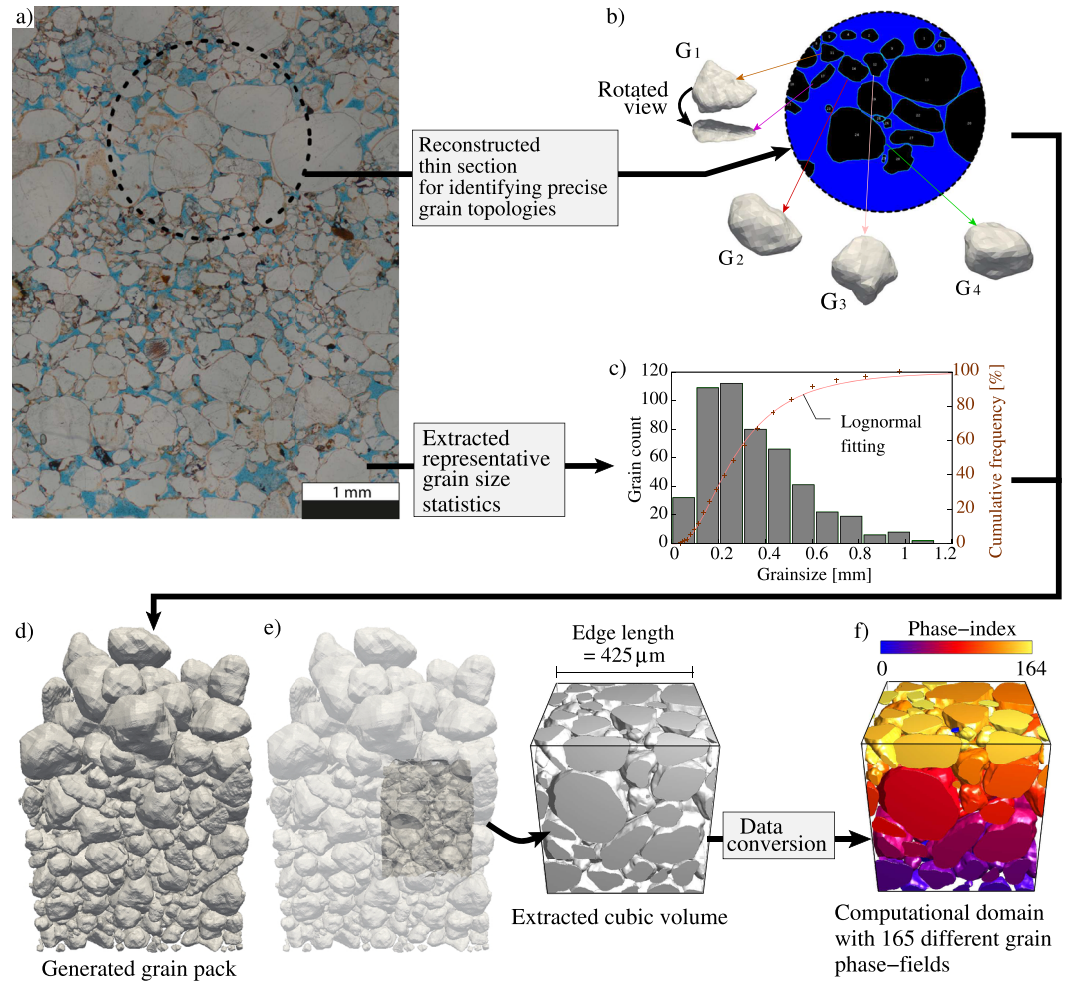 a)
1 mm
Reconstructed
thin section
for identifying precise
grain topologies
Extracted
representative
grain size
statistics
b)
G1
Rotated
view
G2
G3
G4
c)
120
100
80
60
40
20
0
Grain count
0
0.2
0.4
0.6
0.8
1
1.2
Grainsize [mm]
100
80
60
40
20
0
Cumulative frequency [%]
Lognormal
fitting
d)
Generated grain pack
e)
Edge length
= 425µm
Extracted cubic volume
Data
conversion
f)
Phase−index
0
164
Computational domain
with 165 different grain
phase−fields